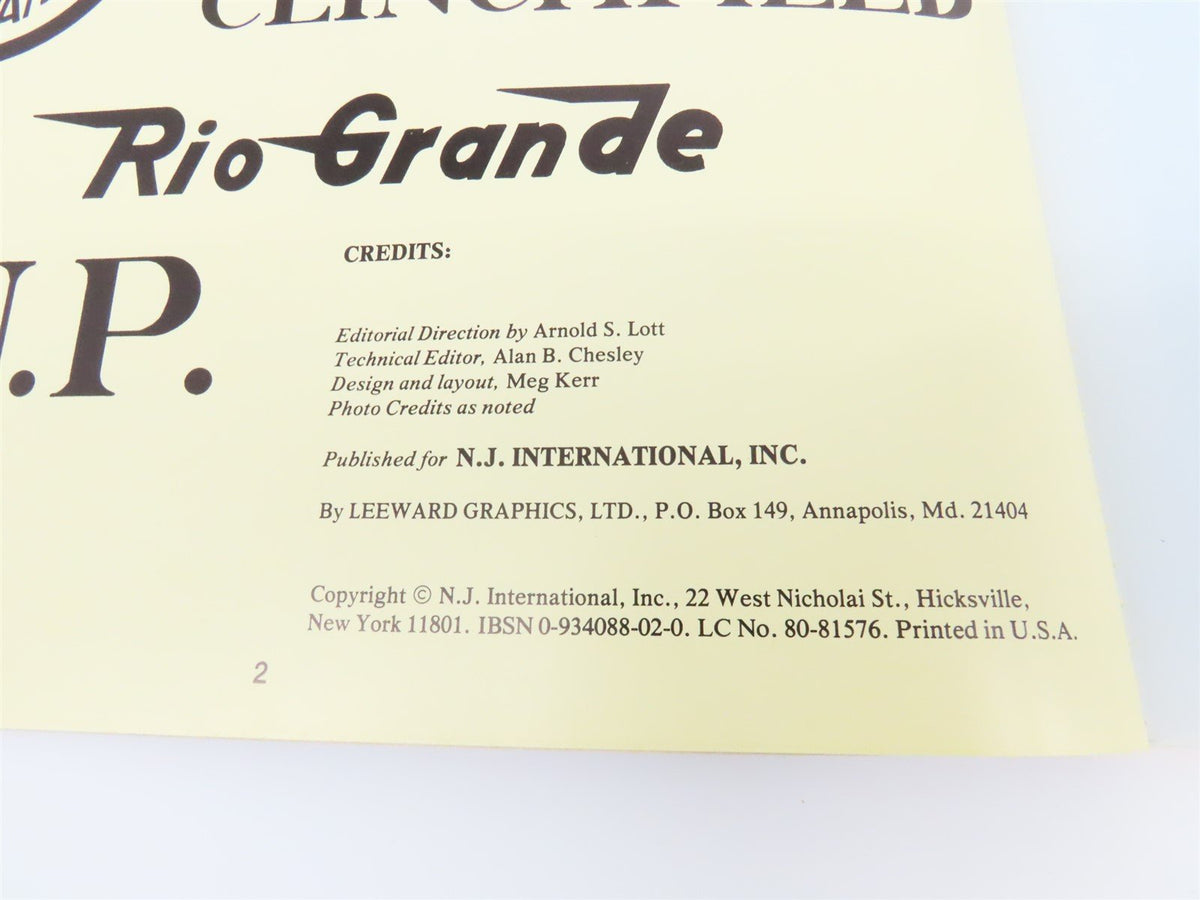 CLINCHFIELD
Rio Grande
.P.
CREDITS:
Editorial Direction by Arnold S. Lott
Technical Editor, Alan B. Chesley
Design and layout, Meg Kerr
Photo Credits as noted
Published for N.J. INTERNATIONAL, INC.
By LEEWARD GRAPHICS, LTD., P.O. Box 149, Annapolis, Md. 21404
Copyright © N.J. International, Inc., 22 West Nicholai St., Hicksville,
New York 11801. IBSN 0-934088-02-0. LC No. 80-81576. Printed in U.S.A.
2